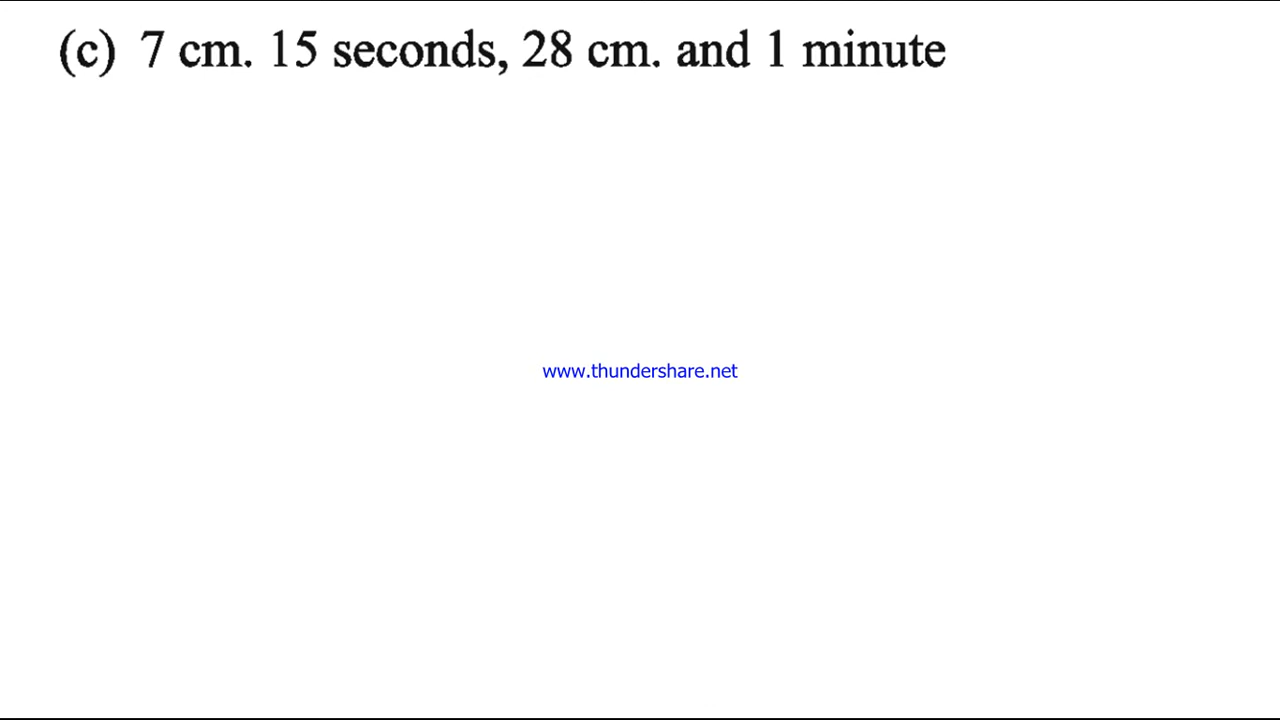 (c) 7 cm. 15 seconds, 28 cm. and 1 minute
www.thundershare.net